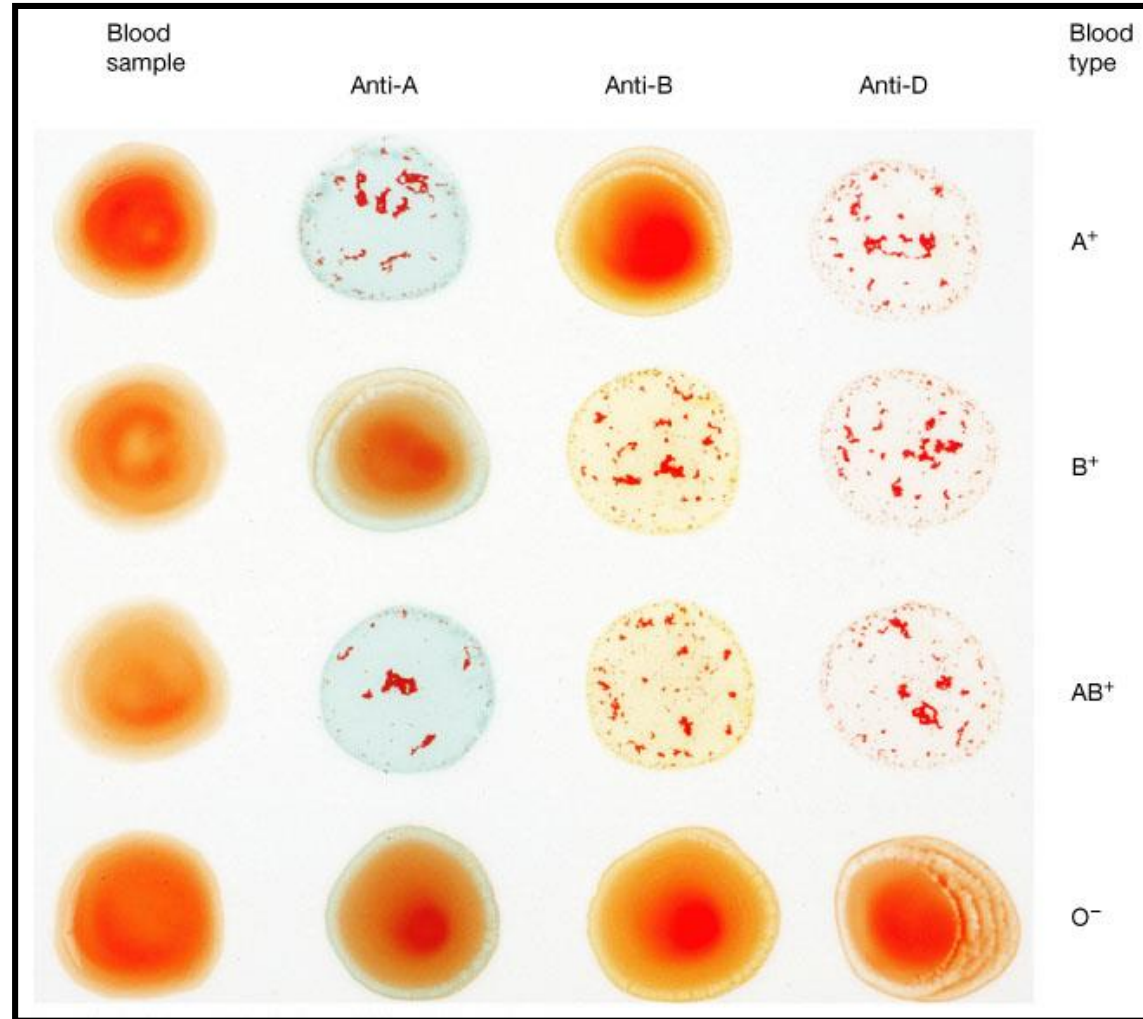 Blood
sample
Anti-A
Anti-B
Anti-D
Blood
type
A⁺
B⁺
AB⁺
O⁻